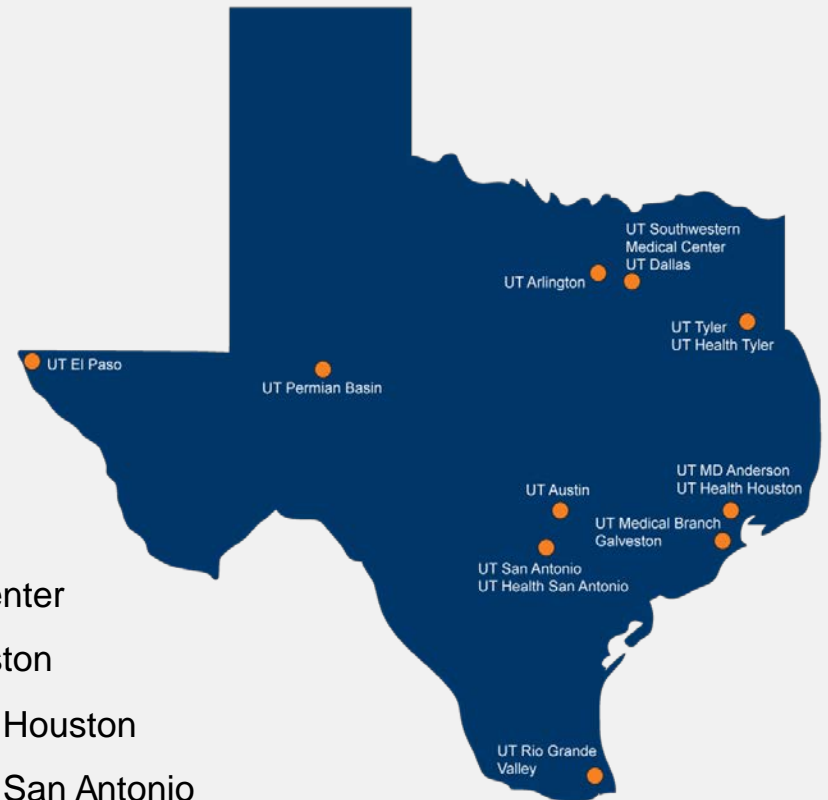 UT Southwestern
Medical Center
UT Dallas
UT Arlington
UT Tyler
UT Health Tyler
UT El Paso
UT Permian Basin
UT MD Anderson
UT Health Houston
UT Austin
UT Medical Branch
Galveston
UT San Antonio
UT Health San Antonio
enter
ston
Houston
San Antonio
UT Rio Grande
Valley